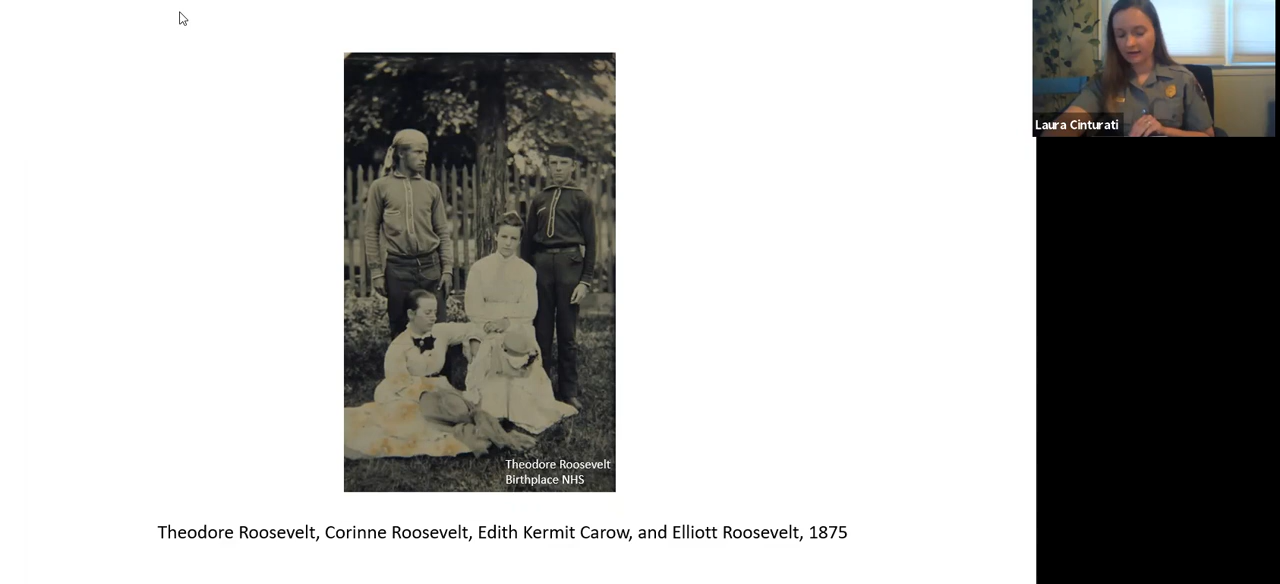 Laura Cinturati
Theodore Roosevelt
Birthplace NHS
Theodore Roosevelt, Corinne Roosevelt, Edith Kermit Carow, and Elliott Roosevelt, 1875